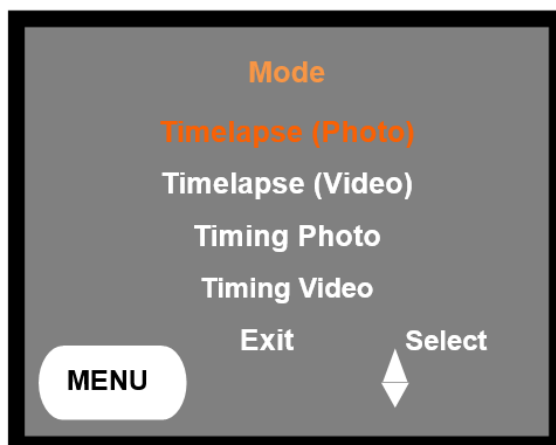 Mode
Timelapse (Photo)
Timelapse (Video)
Timing Photo
Timing Video
Exit Select
MENU